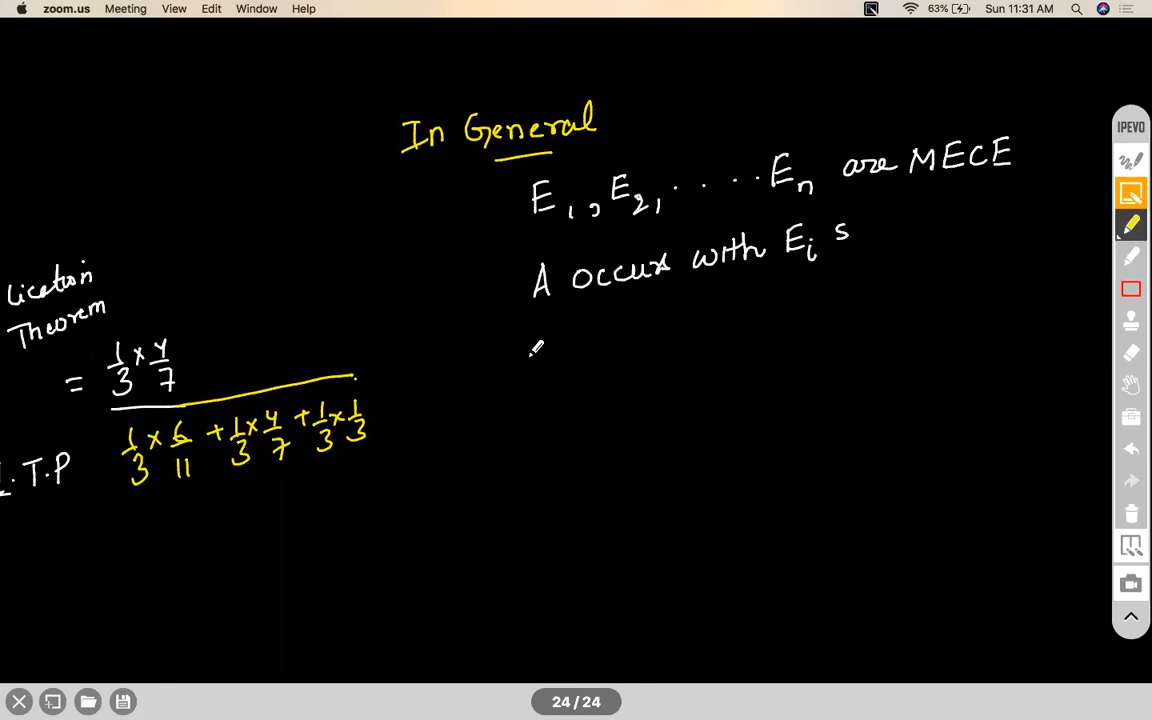 zoom.us Meeting View Edit Window Help 63% Sun 11:31 AM
In General
E1, E2, ..... En are MECE
A occurs with Ei s
lication
Theorem
= 1/3 × 4/7
L.T.P 1/3 × 6/11 + 1/3 × 4/7 + 1/3 × 1/3
IPEVO
24 / 24